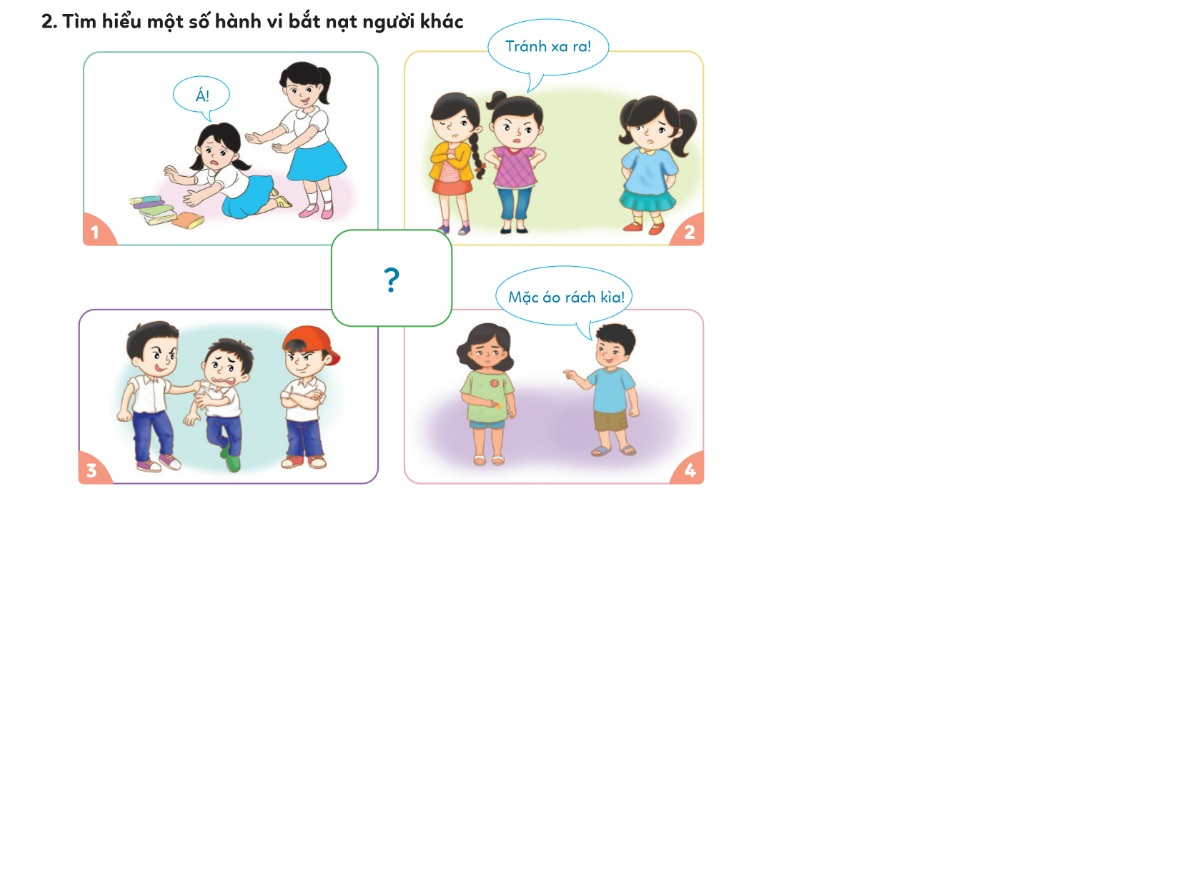 2. Tìm hiểu một số hành vi bắt nạt người khác
Tránh xa ra!
Á!
1
2
?
Mặc áo rách kìa!
3
4